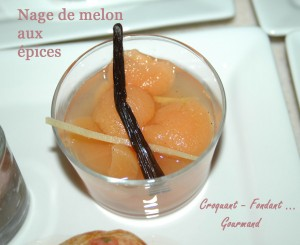 Nage de melon
aux
épices
Croquant - Fondant ...
Gourmand